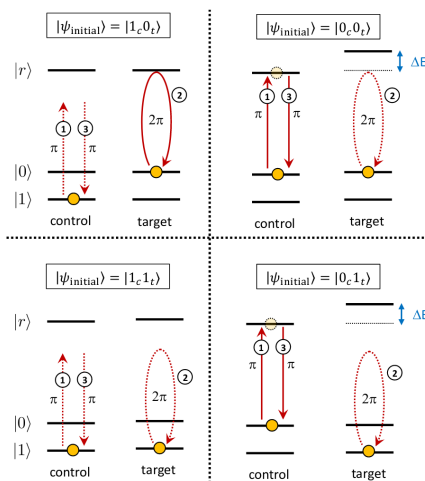 |ψinitial⟩ = |1c0t⟩
|r⟩
1
3
π
π
2
2π
|0⟩
|1⟩
control
target
|ψinitial⟩ = |0c0t⟩
ΔE
1
3
π
π
2
2π
control
target
|ψinitial⟩ = |1c1t⟩
|r⟩
1
3
π
π
2
2π
|0⟩
|1⟩
control
target
|ψinitial⟩ = |0c1t⟩
ΔE
1
3
π
π
2
2π
control
target